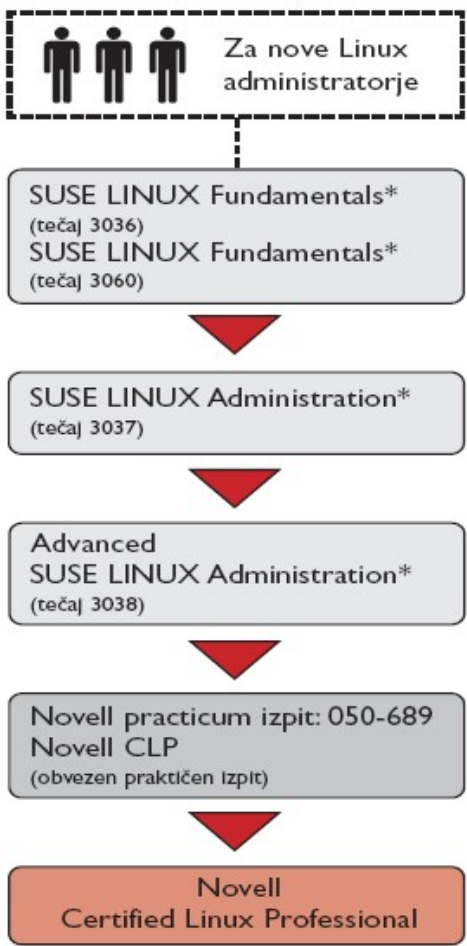 Za nove Linux
administratorje
SUSE LINUX Fundamentals*
(tečaj 3036)
SUSE LINUX Fundamentals*
(tečaj 3060)
SUSE LINUX Administration*
(tečaj 3037)
Advanced
SUSE LINUX Administration*
(tečaj 3038)
Novell practicum izpit: 050-689
Novell CLP
(obvezen praktičen izpit)
Novell
Certified Linux Professional